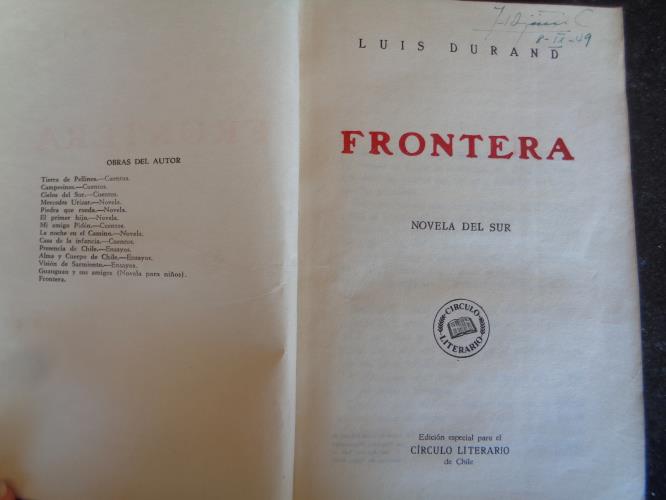 OBRAS DEL AUTOR
Tierra de Pellines.—Cuentos.
Campesinos.—Cuentos.
Cielos del Sur.—Cuentos.
Mercedes Urizar.—Novela.
Piedra que rueda.—Novela.
El primer hijo.—Novela.
Mi amigo Pidén.—Cuentos.
La noche en el Camino.—Novela.
Casa de la infancia.—Cuentos.
Presencia de Chile.—Ensayos.
Alma y Cuerpo de Chile.—Ensayos.
Visión de Sarmiento.—Ensayos.
Guauguau y sus amigos (Novela para niños).
Frontera.
8-IX-49
LUIS DURAND
FRONTERA
NOVELA DEL SUR
CIRCULO
LITERARIO
Edición especial para el
CÍRCULO LITERARIO
de Chile